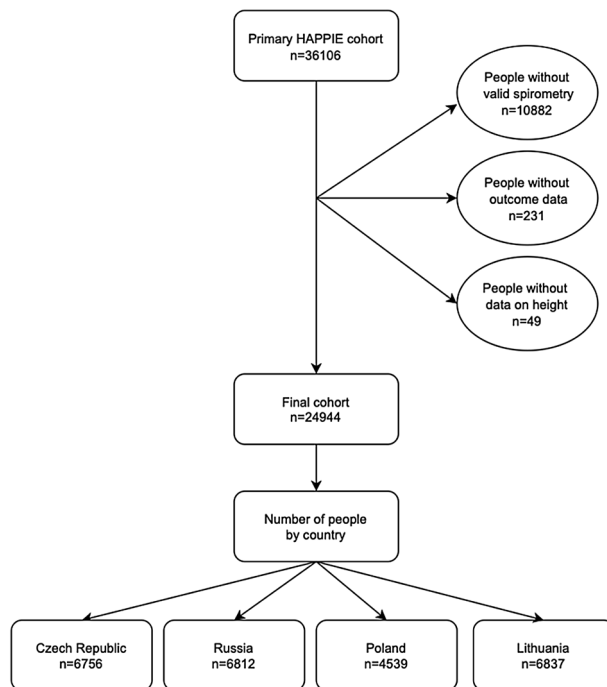 Primary HAPPIE cohort
n=36106
People without
valid spirometry
n=10882
People without
outcome data
n=231
People without
data on height
n=49
Final cohort
n=24944
Number of people
by country
Czech Republic
n=6756
Russia
n=6812
Poland
n=4539
Lithuania
n=6837